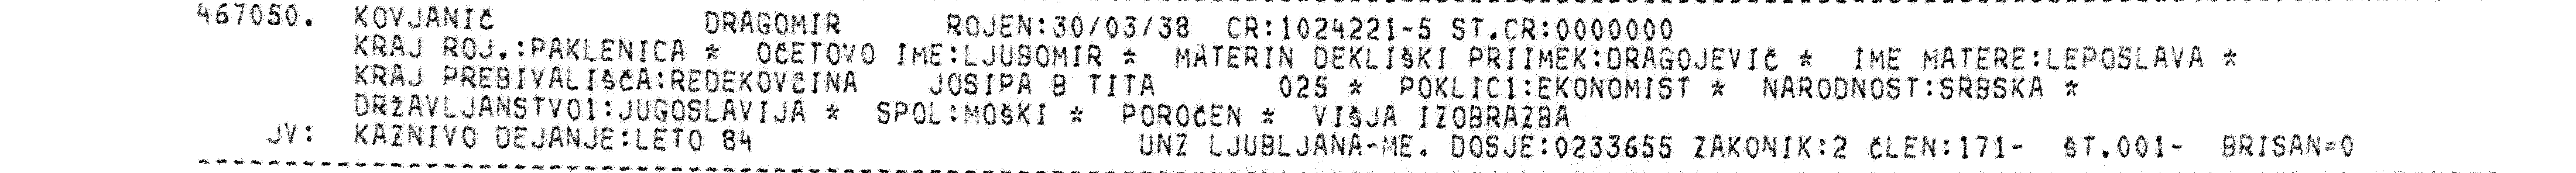 467050. KOVJANIČ DRAGOMIR ROJEN:30/03/38 CR:1024221-5 ST.CR:0000000
KRAJ ROJ.:PAKLENICA * OČETOVO IME:LJUBOMIR * MATERIN DEKLIŠKI PRIIMEK:DRAGOJEVIČ * IME MATERE:LEPOSLAVA *
KRAJ PREBIVALIŠČA:REDEKOVČINA JOSIPA B TITA 025 * POKLIC1:EKONOMIST * NARODNOST:SRBSKA *
DRŽAVLJANSTVO1:JUGOSLAVIJA * SPOL:MOŠKI * POROČEN * VIŠJA IZOBRAZBA
JV: KAZNIVO DEJANJE:LETO 84 UNZ LJUBLJANA-ME. DOSJE:0233655 ZAKONIK:2 ČLEN:171- ŠT.001- BRISAN=0